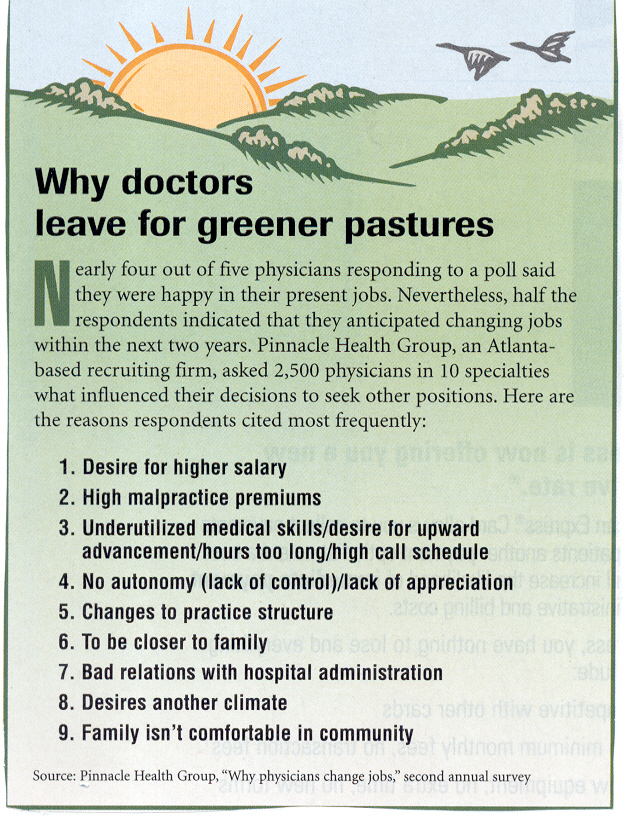 Why doctors
leave for greener pastures
Nearly four out of five physicians responding to a poll said
they were happy in their present jobs. Nevertheless, half the
respondents indicated that they anticipated changing jobs
within the next two years. Pinnacle Health Group, an Atlanta-
based recruiting firm, asked 2,500 physicians in 10 specialties
what influenced their decisions to seek other positions. Here are
the reasons respondents cited most frequently:
1. Desire for higher salary
2. High malpractice premiums
3. Underutilized medical skills/desire for upward
advancement/hours too long/high call schedule
4. No autonomy (lack of control)/lack of appreciation
5. Changes to practice structure
6. To be closer to family
7. Bad relations with hospital administration
8. Desires another climate
9. Family isn't comfortable in community
Source: Pinnacle Health Group, "Why physicians change jobs," second annual survey